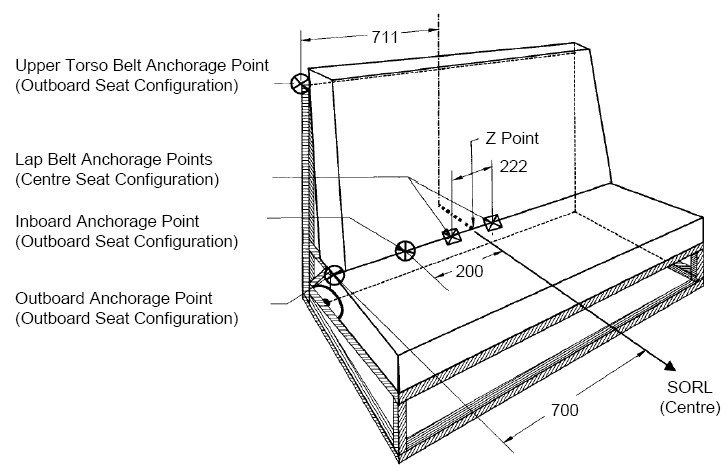 711
Upper Torso Belt Anchorage Point
(Outboard Seat Configuration)
Z Point
222
Lap Belt Anchorage Points
(Centre Seat Configuration)
Inboard Anchorage Point
(Outboard Seat Configuration)
200
Outboard Anchorage Point
(Outboard Seat Configuration)
SORL
(Centre)
700